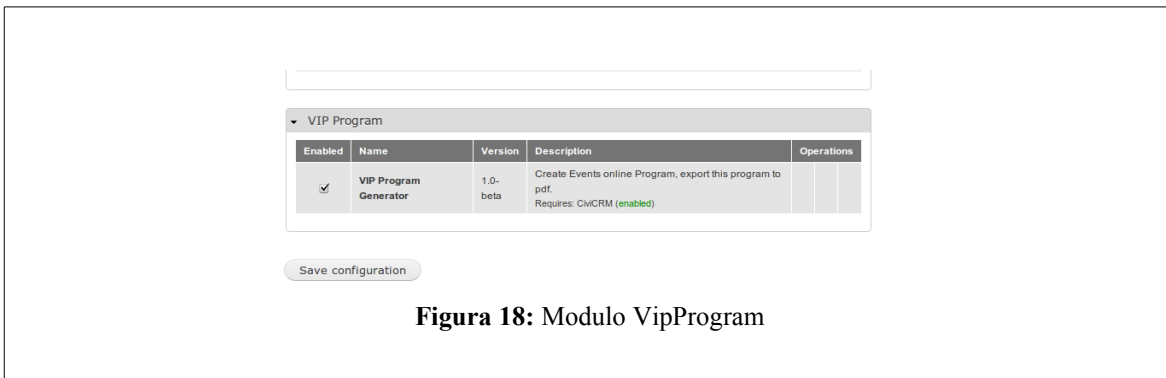 VIP Program
Enabled Name Version Description Operations
VIP Program Generator 1.0-beta Create Events online Program, export this program to pdf.
Requires: CiviCRM (enabled)
Save configuration
Figura 18: Modulo VipProgram